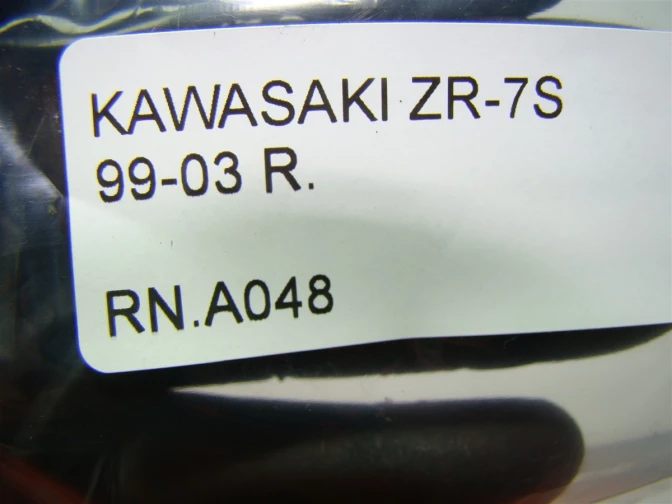 KAWASAKI ZR-7S
99-03 R.
RN.A048